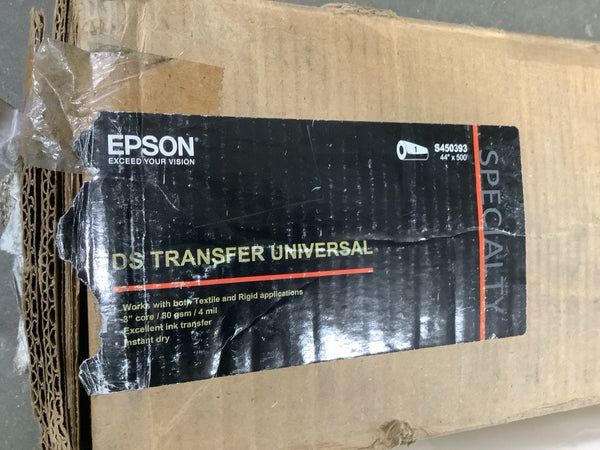 EPSON
EXCEED YOUR VISION
1
S450393
44" x 500'
SPECIALTY
DS TRANSFER UNIVERSAL
Works with both Textile and Rigid applications
3" core / 80 gsm / 4 mil
Excellent ink transfer
Instant dry